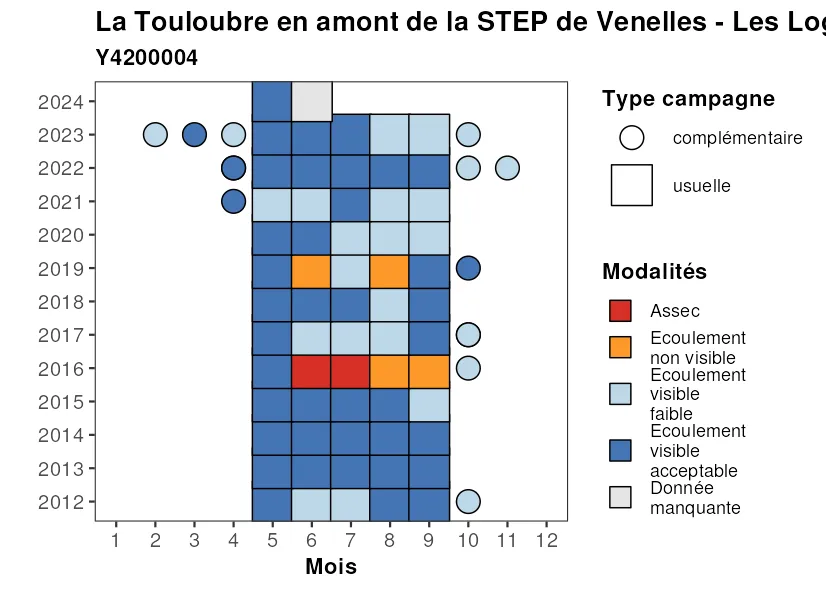 La Touloubre en amont de la STEP de Venelles - Les Log
Y4200004
2024
2023
2022
2021
2020
2019
2018
2017
2016
2015
2014
2013
2012
1 2 3 4 5 6 7 8 9 10 11 12
Mois
Type campagne
complémentaire
usuelle
Modalités
Assec
Ecoulement
non visible
Ecoulement
visible
faible
Ecoulement
visible
acceptable
Donnée
manquante